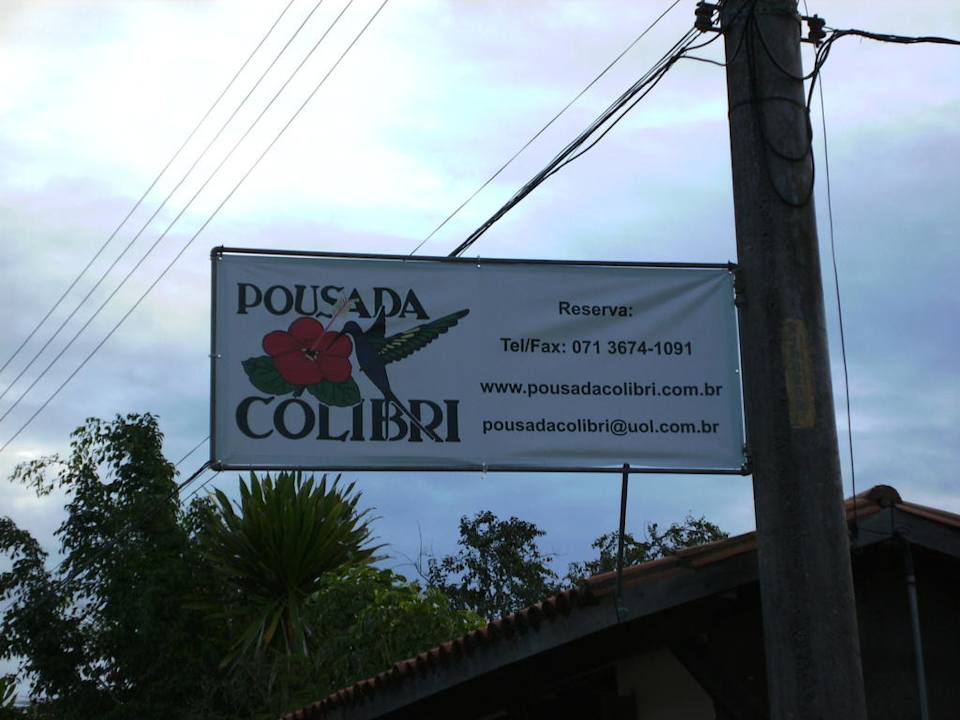 POUSADA
COLIBRI
Reserva:
Tel/Fax: 071 3674-1091
www.pousadacolibri.com.br
pousadacolibri@uol.com.br